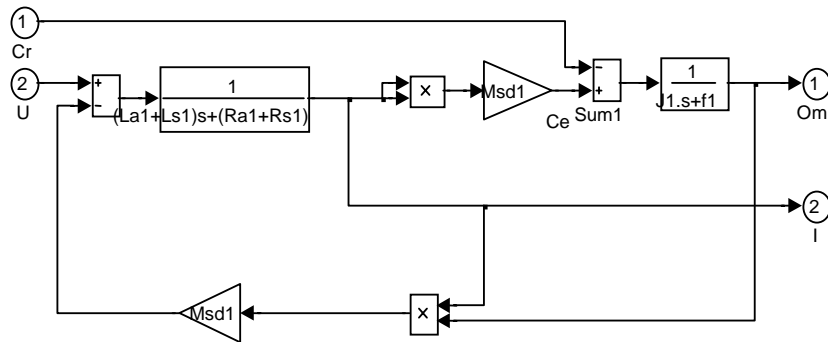 1
Cr
2
U
+
-
1
(La1+Ls1)s+(Ra1+Rs1)
×
Msd1
Ce
-
+
Sum1
1
J1.s+f1
1
Om
2
I
Msd1
×